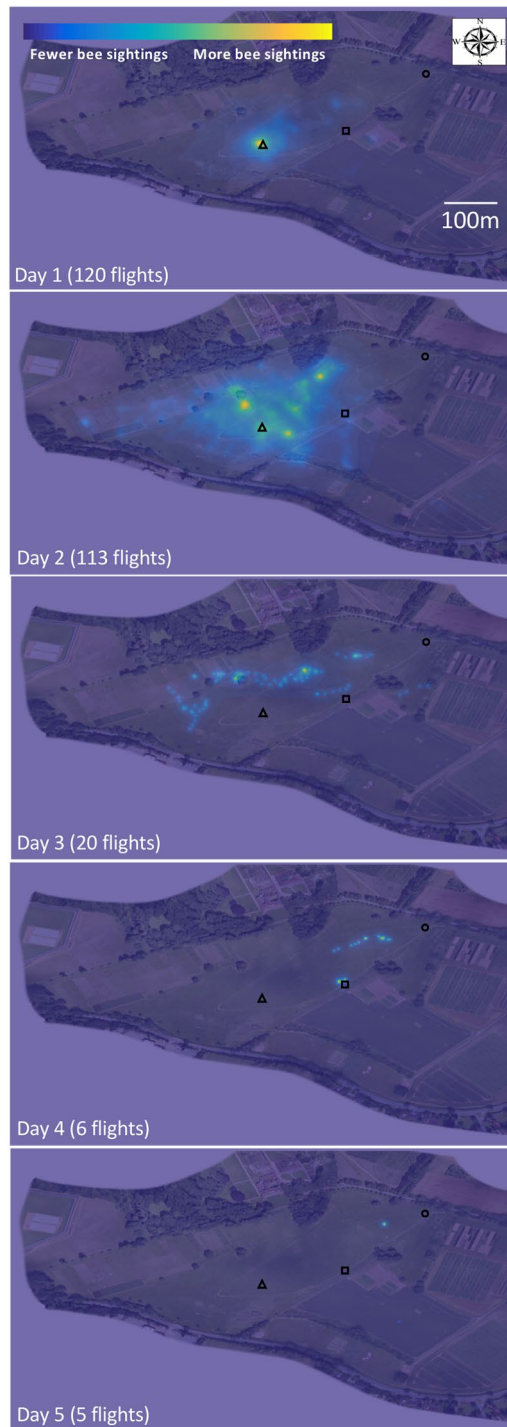 Fewer bee sightings More bee sightings
N
W E
S
100m
Day 1 (120 flights)
Day 2 (113 flights)
Day 3 (20 flights)
Day 4 (6 flights)
Day 5 (5 flights)